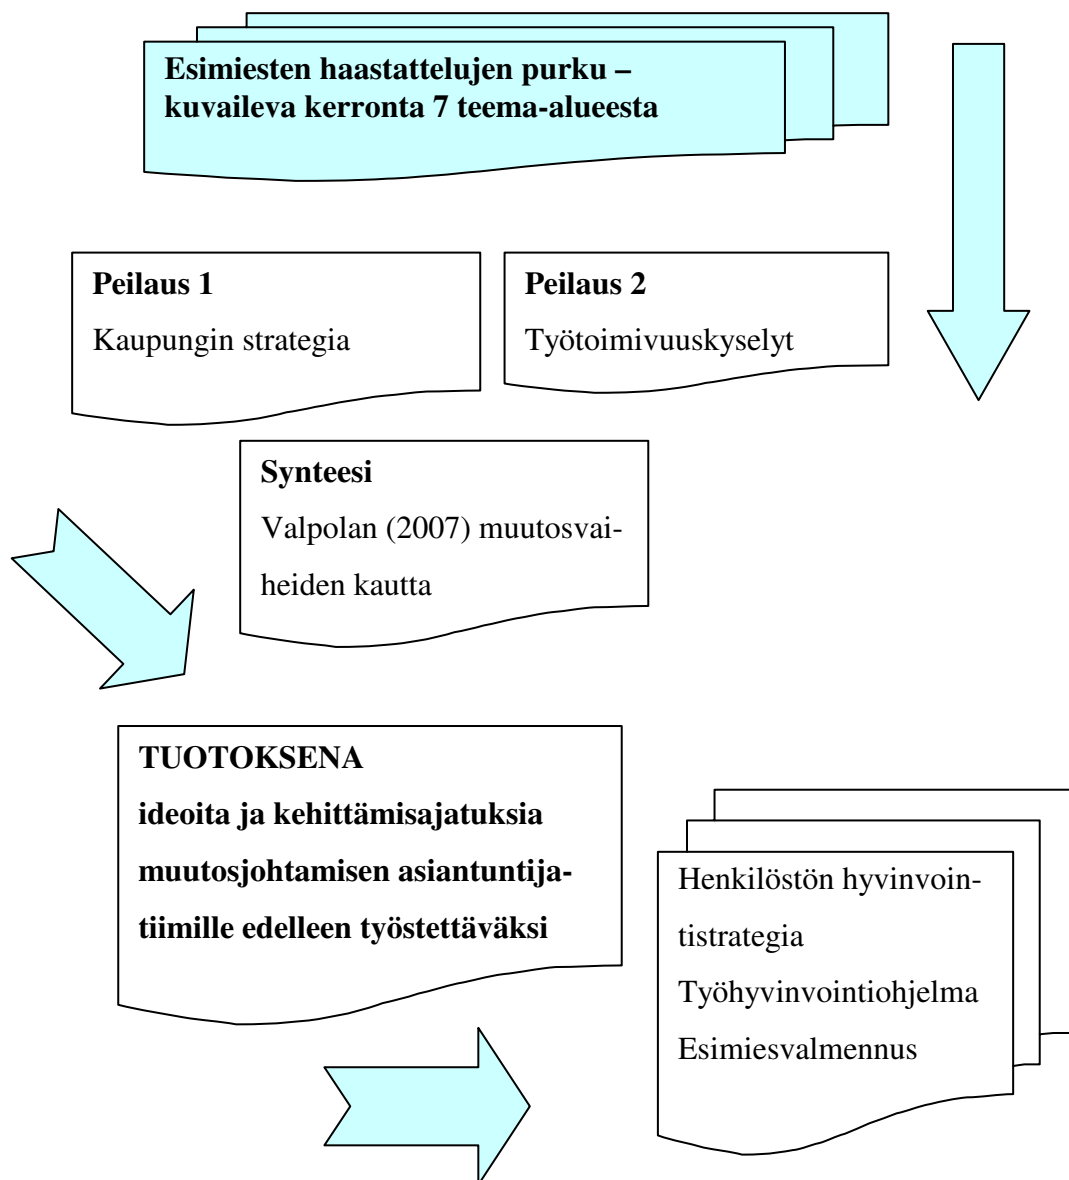 Esimiesten haastattelujen purku –
kuvaileva kerronta 7 teema-alueesta
Peilaus 1
Kaupungin strategia
Peilaus 2
Työtoimivuuskyselyt
Synteesi
Valpolan (2007) muutosvai-
heiden kautta
TUOTOKSENA
ideoita ja kehittämisajatuksia
muutosjohtamisen asiantuntija-
tiimille edelleen työstettäväksi
Henkilöstön hyvinvoin-
tistrategia
Työhyvinvointiohjelma
Esimiesvalmennus